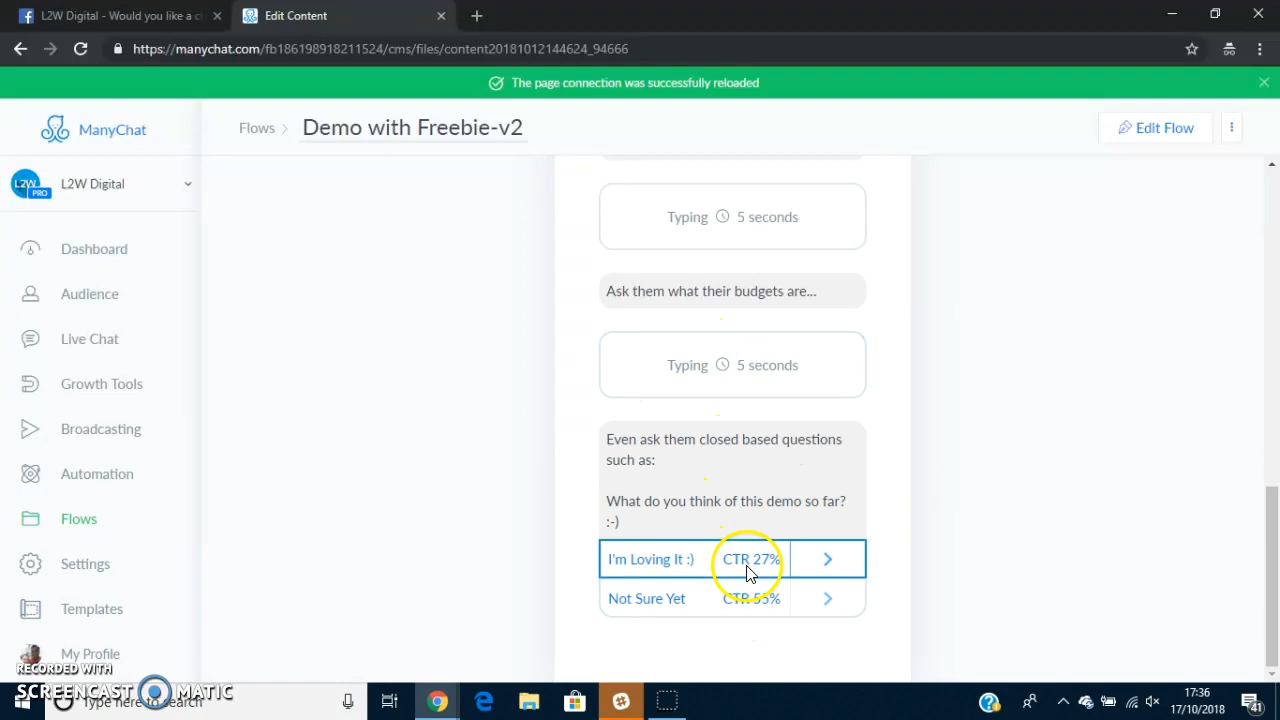 L2W Digital - Would you like a c
Edit Content
https://manychat.com/fb186198918211524/cms/files/content20181012144624_94666
The page connection was successfully reloaded
ManyChat
Flows
Demo with Freebie-v2
Edit Flow
L2W
PRO
L2W Digital
Dashboard
Audience
Live Chat
Growth Tools
Broadcasting
Automation
Flows
Settings
Templates
My Profile
Typing 5 seconds
Ask them what their budgets are...
Typing 5 seconds
Even ask them closed based questions
such as:
What do you think of this demo so far?
:-)
I'm Loving It :) CTR 27%
Not Sure Yet CTR 55%
RECORDED WITH
SCREENCAST MATIC
Type here to search
17:36
17/10/2018
41